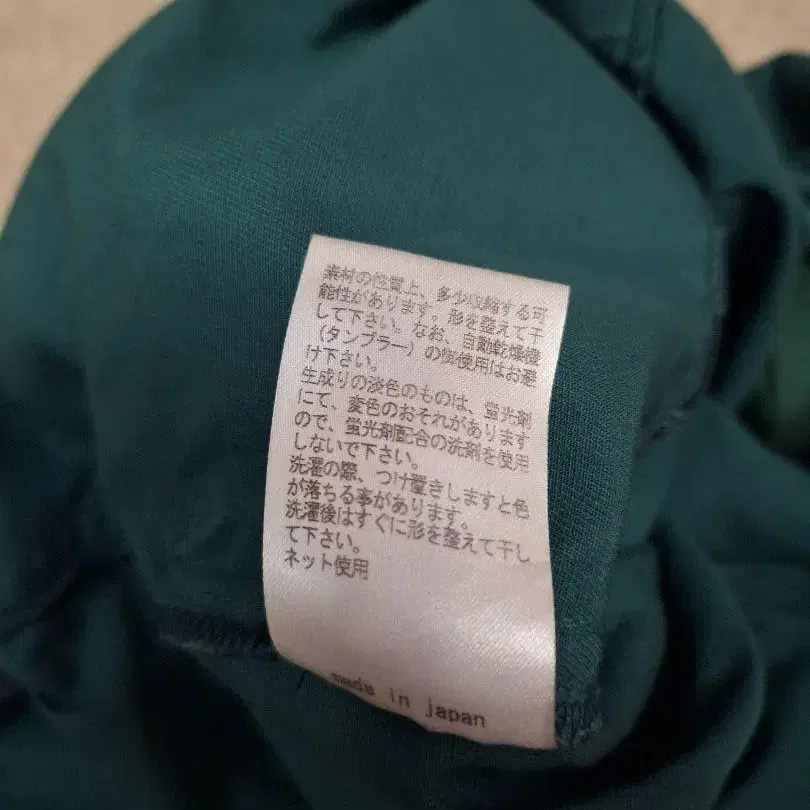 素材の性質上、多少収縮する可
能性があります。形を整えて干
して下さい。なお、自動乾燥機
(タンブラー)の御使用はお避
け下さい。
生成りの淡色のものは、蛍光剤
にて、変色のおそれがあります
ので、蛍光剤配合の洗剤を使用
しないで下さい。
洗濯の際、つけ置きしますと色
が落ちる事があります。
洗濯後はすぐに形を整えて干し
て下さい。
ネット使用
made in japan